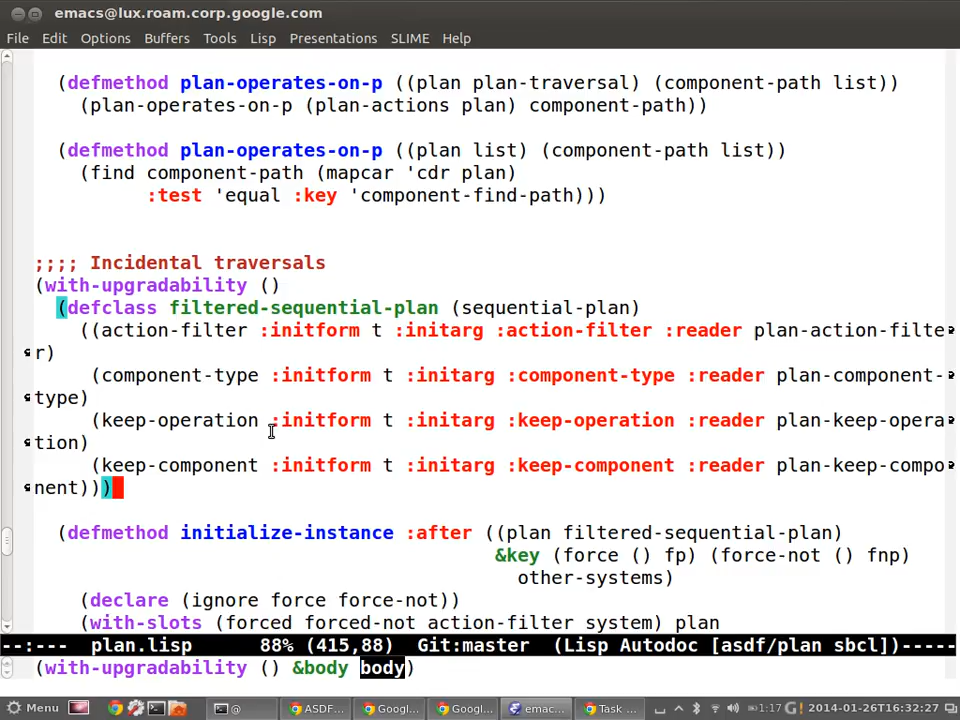 emacs@lux.roam.corp.google.com
File Edit Options Buffers Tools Lisp Presentations SLIME Help
(defmethod plan-operates-on-p ((plan plan-traversal) (component-path list))
(plan-operates-on-p (plan-actions plan) component-path))
(defmethod plan-operates-on-p ((plan list) (component-path list))
(find component-path (mapcar 'cdr plan)
:test 'equal :key 'component-find-path)))
;;;; Incidental traversals
(with-upgradability ()
(defclass filtered-sequential-plan (sequential-plan)
((action-filter :initform t :initarg :action-filter :reader plan-action-filte
r)
(component-type :initform t :initarg :component-type :reader plan-component-
type)
(keep-operation :initform t :initarg :keep-operation :reader plan-keep-opera
tion)
(keep-component :initform t :initarg :keep-component :reader plan-keep-compo
nent)))
(defmethod initialize-instance :after ((plan filtered-sequential-plan)
&key (force () fp) (force-not () fnp)
other-systems)
(declare (ignore force force-not))
(with-slots (forced forced-not action-filter system) plan
--:--- plan.lisp 88% (415,88) Git:master (Lisp Autodoc [asdf/plan sbcl])-----
(with-upgradability () &body body)
Menu @ ASDF... Googl... Googl... emac... Task ... 1:17 2014-01-26T16:32:27